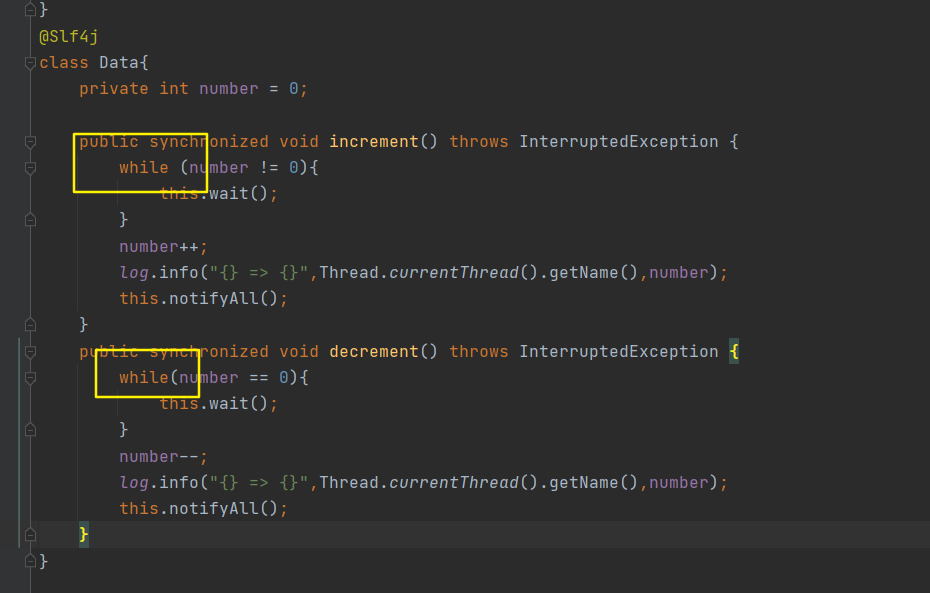 }
@Slf4j
class Data{
    private int number = 0;

    public synchronized void increment() throws InterruptedException {
        while (number != 0){
            this.wait();
        }
        number++;
        log.info("{} => {}",Thread.currentThread().getName(),number);
        this.notifyAll();
    }
    public synchronized void decrement() throws InterruptedException {
        while(number == 0){
            this.wait();
        }
        number--;
        log.info("{} => {}",Thread.currentThread().getName(),number);
        this.notifyAll();
    }
}